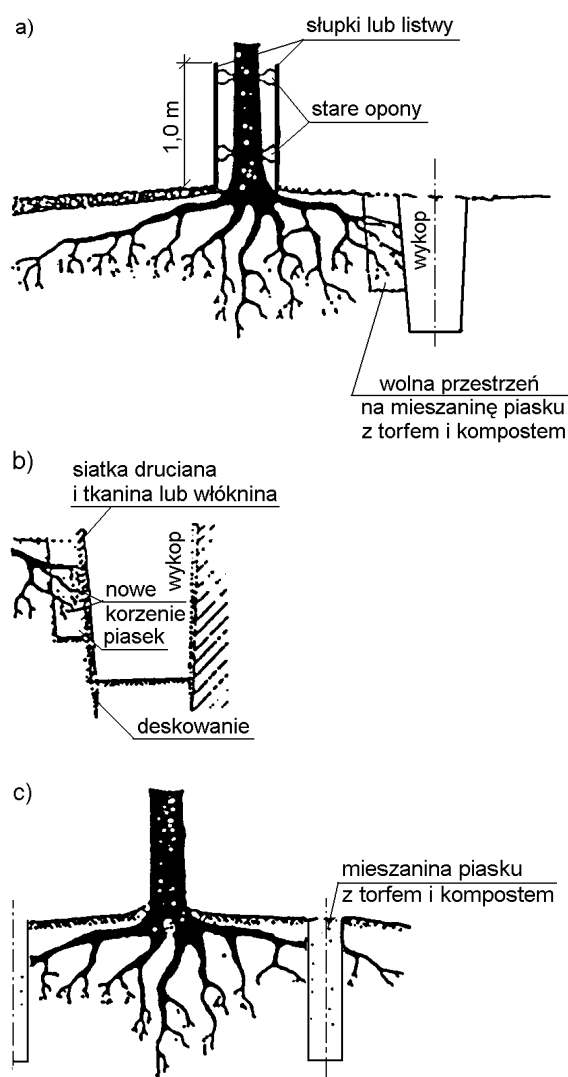 a)
słupki lub listwy
stare opony
1,0 m
wykop
wolna przestrzeń
na mieszaninę piasku
z torfem i kompostem
b)
siatka druciana
i tkanina lub włóknina
wykop
nowe
korzenie
piasek
deskowanie
c)
mieszanina piasku
z torfem i kompostem